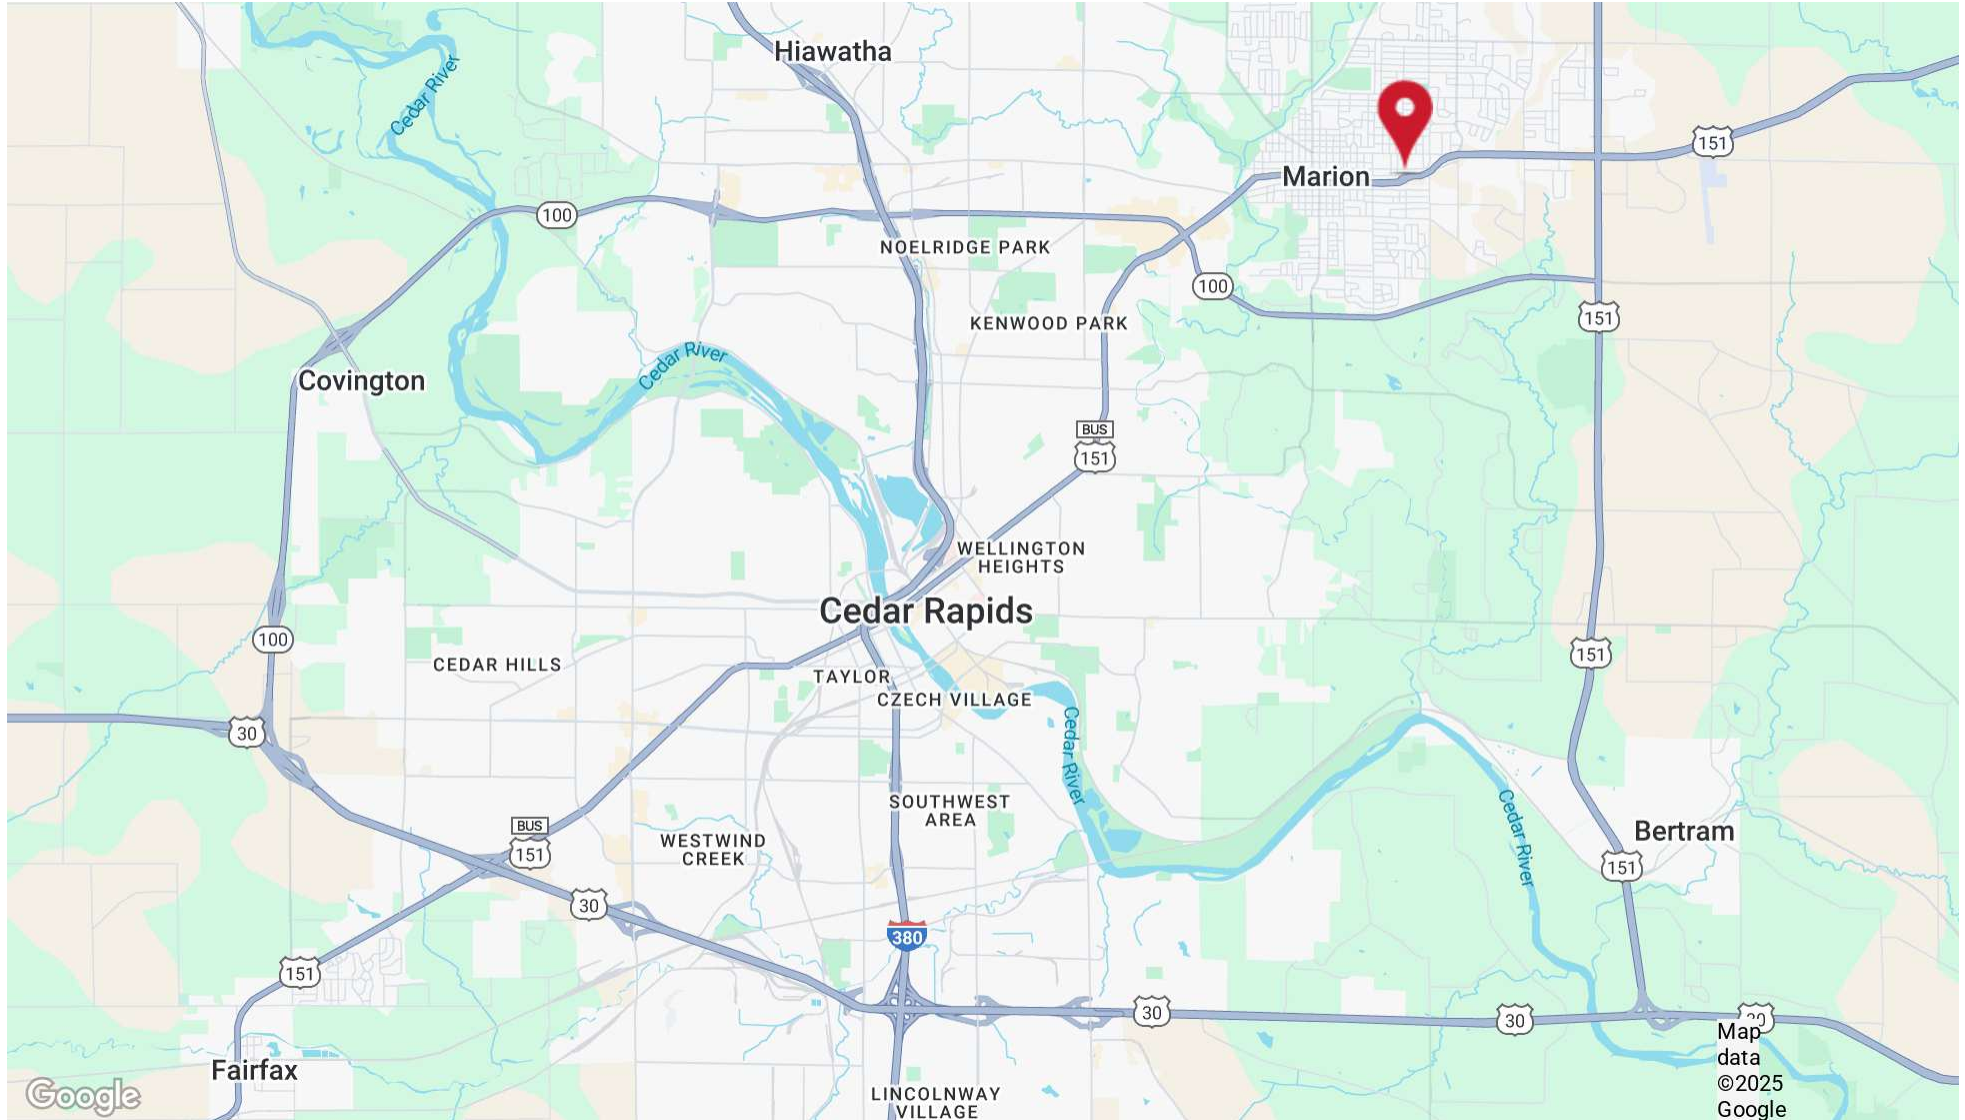 Hiawatha
Cedar River
151
Marion
100
NOELRIDGE PARK
100
KENWOOD PARK
151
Cedar River
Covington
BUS
151
WELLINGTON
HEIGHTS
Cedar Rapids
100
CEDAR HILLS
151
TAYLOR
CZECH VILLAGE
30
Cedar River
SOUTHWEST
AREA
Cedar River
BUS
151
WESTWIND
CREEK
Bertram
151
30
380
151
30
30
30
Map
data
©2025
Google
Fairfax
Google
LINCOLNWAY
VILLAGE